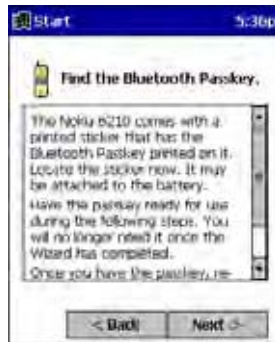 Start 5:36p
Find the Bluetooth Passkey.
The Nokia 6210 comes with a
printed sticker that has the
Bluetooth Passkey printed on it.
Locate the sticker now. It may
be attached to the battery.
Have the passkey ready for use
during the following steps. You
will no longer need it once the
Wizard has completed.
Once you have the passkey, re-
< Back Next ->